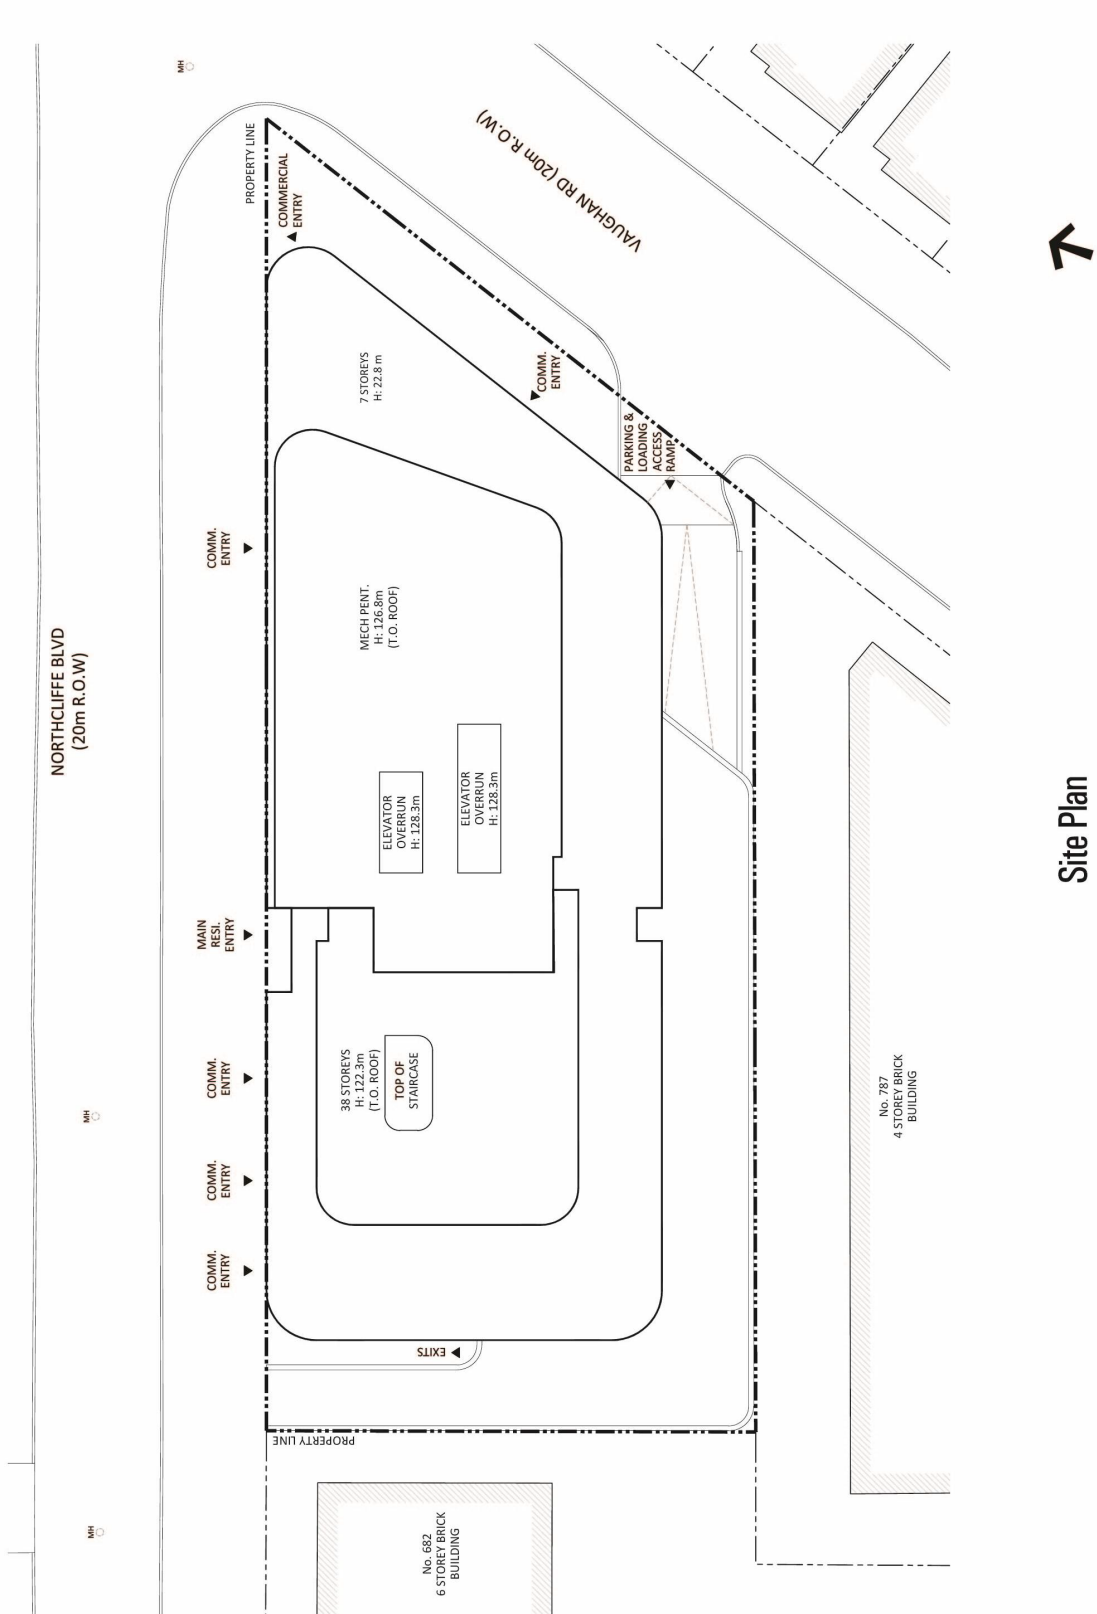 NORTHCLIFFE BLVD
(20m R.O.W)
MH
MH
MH
COMM.
ENTRY
COMM.
ENTRY
COMM.
ENTRY
MAIN
RESI.
ENTRY
COMM.
ENTRY
PROPERTY LINE
COMMERCIAL
ENTRY
PROPERTY LINE
38 STOREYS
H: 122.3m
(T.O. ROOF)
TOP OF
STAIRCASE
EXITS
MECH PENT.
H: 126.8m
(T.O. ROOF)
ELEVATOR
OVERRUN
H: 128.3m
ELEVATOR
OVERRUN
H: 128.3m
7 STOREYS
H: 22.8 m
COMM.
ENTRY
VAUGHAN RD (20m R.O.W)
PARKING &
LOADING
ACCESS
RAMP
No. 682
6 STOREY BRICK
BUILDING
No. 787
4 STOREY BRICK
BUILDING
Site Plan